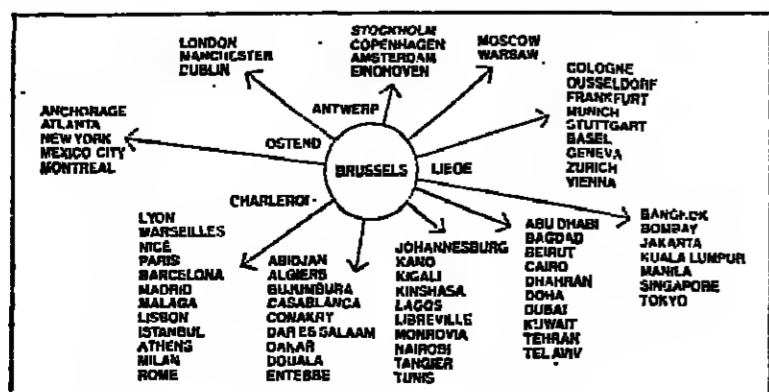 LONDON
MANCHESTER
DUBLIN
STOCKHOLM
COPENHAGEN
AMSTERDAM
EINDHOVEN
MOSCOW
WARSAW
COLOGNE
DUSSELDORF
FRANKFURT
MUNICH
STUTTGART
BASEL
GENEVA
ZURICH
VIENNA
ANCHORAGE
ATLANTA
NEW YORK
MEXICO CITY
MONTREAL
ANTWERP
OSTEND
BRUSSELS
LIEGE
CHARLEROI
LYON
MARSEILLES
NICE
PARIS
BARCELONA
MADRID
MALAGA
LISBON
ISTANBUL
ATHENS
MILAN
ROME
ABIDJAN
ALGIERS
BUJUMBURA
CASABLANCA
CONAKRY
DAR ES SALAAM
DAKAR
DOUALA
ENTEBBE
JOHANNESBURG
KANO
KIGALI
KINSHASA
LAGOS
LIBREVILLE
MONROVIA
NAIROBI
TANGIER
TUNIS
ABU DHABI
BAGDAD
BEIRUT
CAIRO
DHAHRAN
DOHA
DUBAI
KUWAIT
TEHRAN
TEL AVIV
BANGKOK
BOMBAY
JAKARTA
KUALA LUMPUR
MANILA
SINGAPORE
TOKYO